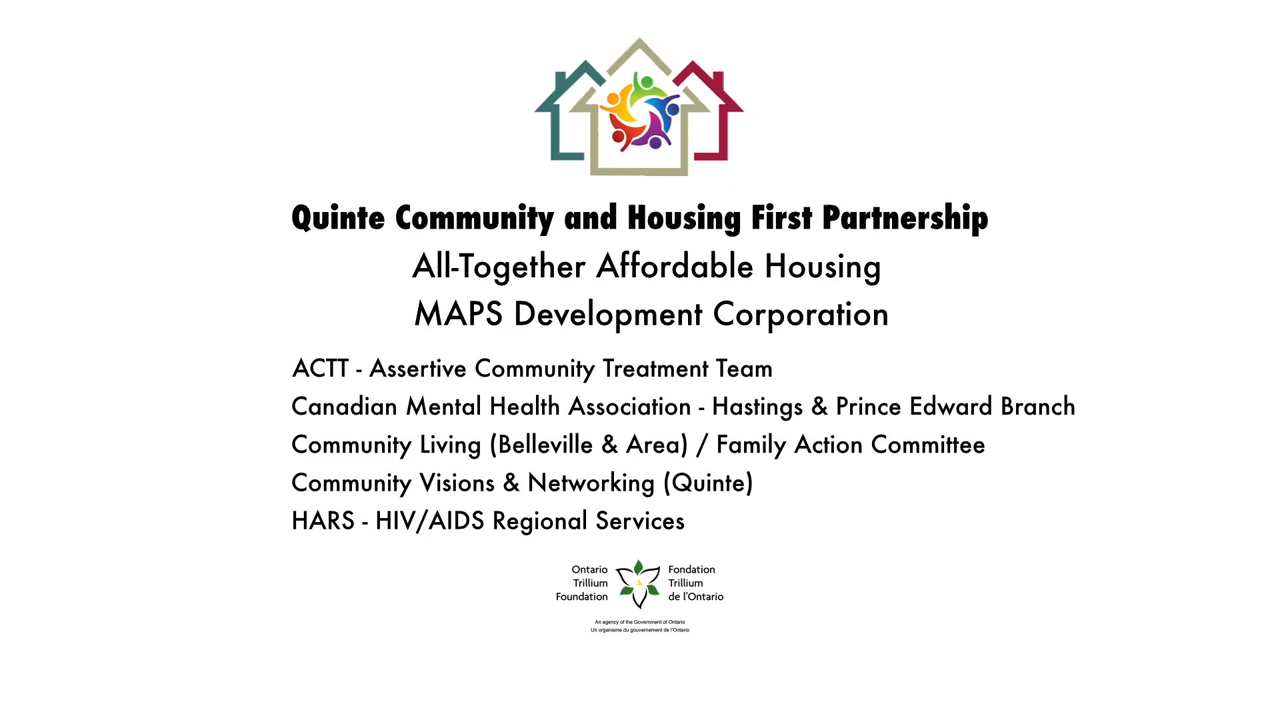 Quinte Community and Housing First Partnership
All-Together Affordable Housing
MAPS Development Corporation
ACTT - Assertive Community Treatment Team
Canadian Mental Health Association - Hastings & Prince Edward Branch
Community Living (Belleville & Area) / Family Action Committee
Community Visions & Networking (Quinte)
HARS - HIV/AIDS Regional Services
Ontario
Trillium
Foundation
Fondation
Trillium
de l'Ontario
An agency of the Government of Ontario
Un organisme du gouvernement de l'Ontario